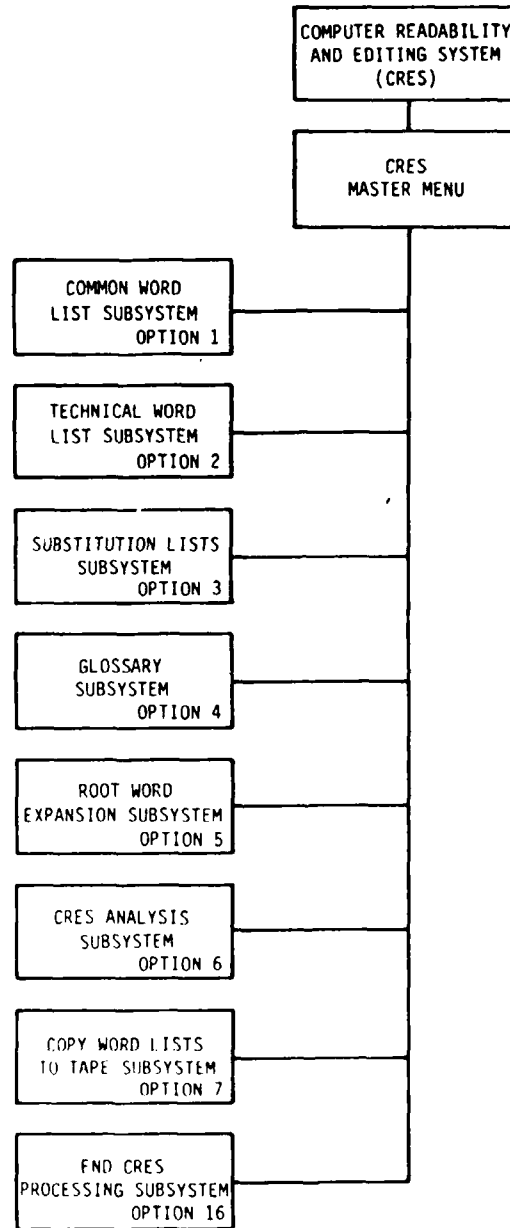 COMPUTER READABILITY
AND EDITING SYSTEM
(CRES)
CRES
MASTER MENU
COMMON WORD
LIST SUBSYSTEM
OPTION 1
TECHNICAL WORD
LIST SUBSYSTEM
OPTION 2
SUBSTITUTION LISTS
SUBSYSTEM
OPTION 3
GLOSSARY
SUBSYSTEM
OPTION 4
ROOT WORD
EXPANSION SUBSYSTEM
OPTION 5
CRES ANALYSIS
SUBSYSTEM
OPTION 6
COPY WORD LISTS
TO TAPE SUBSYSTEM
OPTION 7
END CRES
PROCESSING SUBSYSTEM
OPTION 16